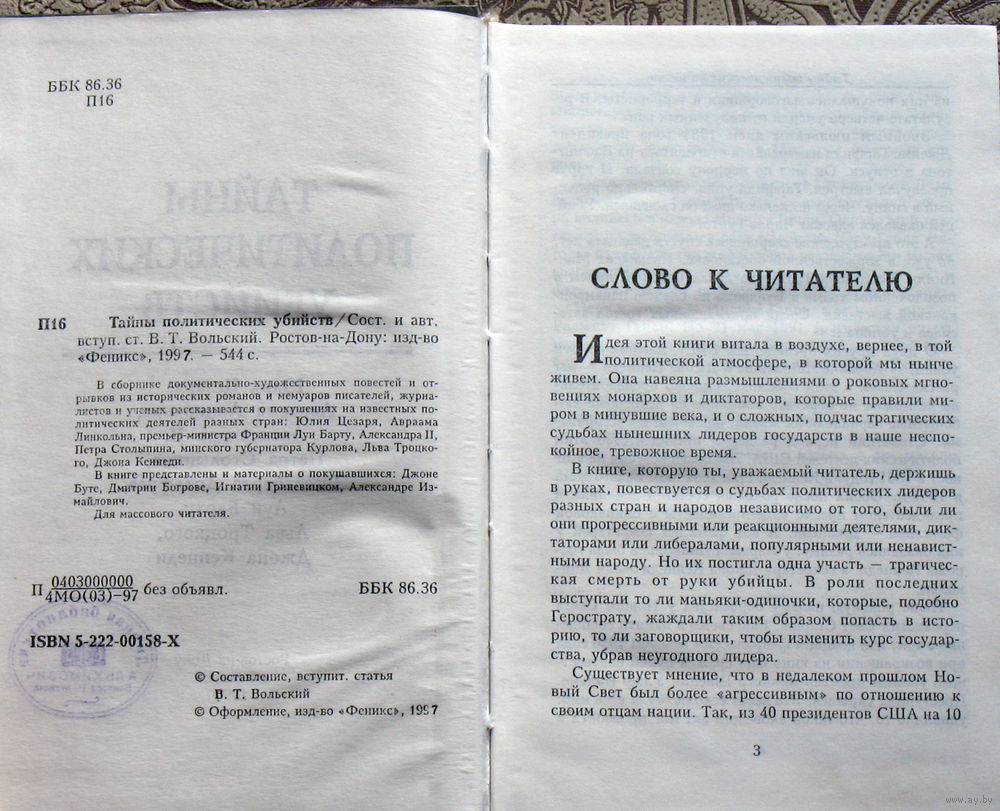 ББК 86.36
П16
П16 Тайны политических убийств/Сост. и авт,
вступ. ст. В. Т. Вольский. Ростов-на-Дону: изд-во
«Феникс», 1997. — 544 с.
В сборнике документально-художественных повестей и от-
рывков из исторических романов и мемуаров писателей, журна-
листов и ученых рассказывается о покушениях на известных по-
литических деятелей разных стран: Юлия Цезаря, Авраама
Линкольна, премьер-министра Франции Луи Барту, Александра II,
Петра Столыпина, минского губернатора Курлова, Льва Троцко-
го, Джона Кеннеди.
В книге представлены и материалы о покушавшихся: Джоне
Буте, Дмитрии Богрове, Игнатии Гриневицком, Александре Из-
майлович.
Для массового читателя.
П 0403000000
4МО(03)—97 без объявл. ББК 86.36
ISBN 5-222-00158-X
© Составление, вступит. статья
В. Т. Вольский
© Оформление, изд-во «Феникс», 1997
СЛОВО К ЧИТАТЕЛЮ
Идея этой книги витала в воздухе, вернее, в той
политической атмосфере, в которой мы нынче
живем. Она навеяна размышлениями о роковых мгно-
вениях монархов и диктаторов, которые правили ми-
ром в минувшие века, и о сложных, подчас трагических
судьбах нынешних лидеров государств в наше неспо-
койное, тревожное время.
В книге, которую ты, уважаемый читатель, держишь
в руках, повествуется о судьбах политических лидеров
разных стран и народов независимо от того, были ли
они прогрессивными или реакционными деятелями, дик-
таторами или либералами, популярными или ненавист-
ными народу. Но их постигла одна участь — трагичес-
кая смерть от руки убийцы. В роли последних
выступали то ли маньяки-одиночки, которые, подобно
Герострату, жаждали таким образом попасть в исто-
рию, то ли заговорщики, чтобы изменить курс государ-
ства, убрав неугодного лидера.
Существует мнение, что в недалеком прошлом Но-
вый Свет был более «агрессивным» по отношению к
своим отцам нации. Так, из 40 президентов США на 10
3
www.ay.by